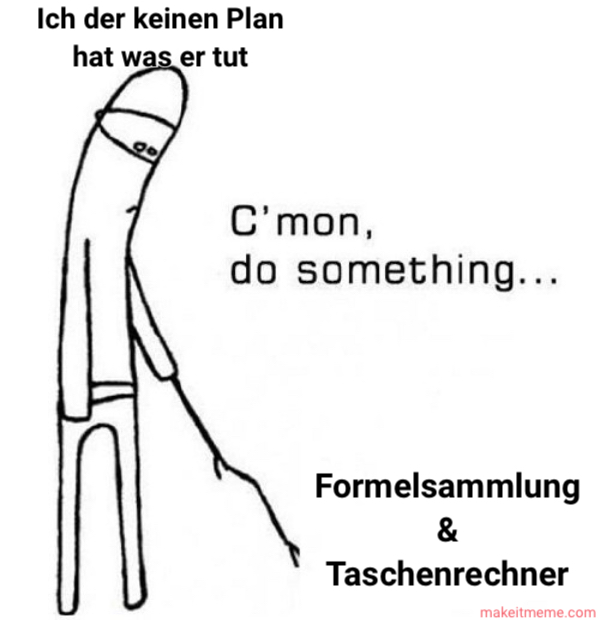 Ich der keinen Plan
hat was er tut
C'mon,
do something...
Formelsammlung
&
Taschenrechner
makeitmeme.com